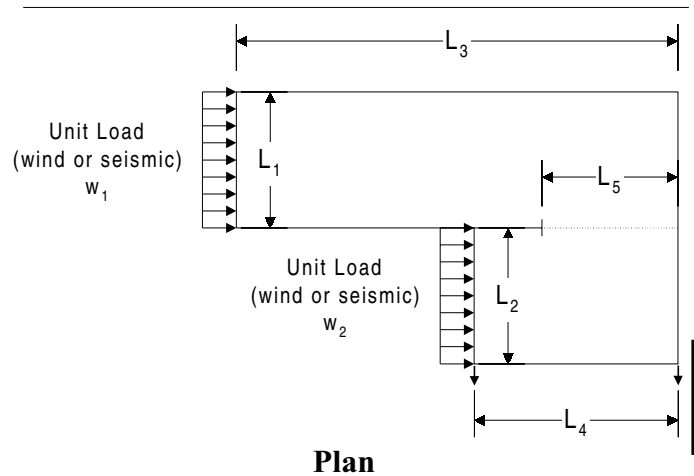 L₃
Unit Load
(wind or seismic)
w₁
L₁
L₅
Unit Load
(wind or seismic)
w₂
L₂
L₄
Plan